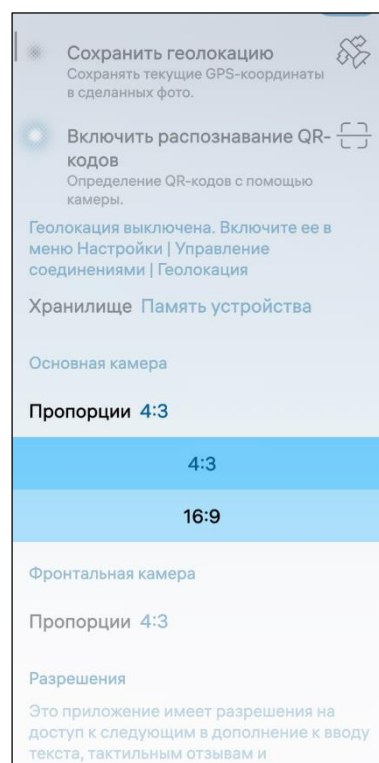 Сохранить геолокацию
Сохранять текущие GPS-координаты
в сделанных фото.
Включить распознавание QR-
кодов
Определение QR-кодов с помощью
камеры.
Геолокация выключена. Включите ее в
меню Настройки | Управление
соединениями | Геолокация
Хранилище Память устройства
Основная камера
Пропорции 4:3
4:3
16:9
Фронтальная камера
Пропорции 4:3
Разрешения
Это приложение имеет разрешения на
доступ к следующим в дополнение к вводу
текста, тактильным отзывам и